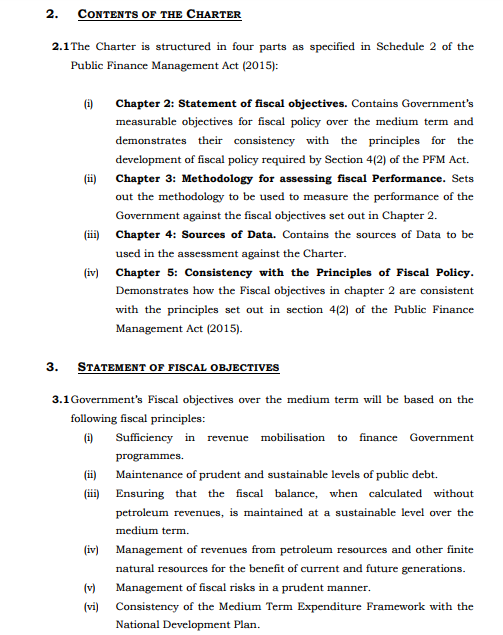 2. CONTENTS OF THE CHARTER
2.1 The Charter is structured in four parts as specified in Schedule 2 of the
Public Finance Management Act (2015):
(i) Chapter 2: Statement of fiscal objectives. Contains Government's
measurable objectives for fiscal policy over the medium term and
demonstrates their consistency with the principles for the
development of fiscal policy required by Section 4(2) of the PFM Act.
(ii) Chapter 3: Methodology for assessing fiscal Performance. Sets
out the methodology to be used to measure the performance of the
Government against the fiscal objectives set out in Chapter 2.
(iii) Chapter 4: Sources of Data. Contains the sources of Data to be
used in the assessment against the Charter.
(iv) Chapter 5: Consistency with the Principles of Fiscal Policy.
Demonstrates how the Fiscal objectives in chapter 2 are consistent
with the principles set out in section 4(2) of the Public Finance
Management Act (2015).
3. STATEMENT OF FISCAL OBJECTIVES
3.1 Government's Fiscal objectives over the medium term will be based on the
following fiscal principles:
(i) Sufficiency in revenue mobilisation to finance Government
programmes.
(ii) Maintenance of prudent and sustainable levels of public debt.
(iii) Ensuring that the fiscal balance, when calculated without
petroleum revenues, is maintained at a sustainable level over the
medium term.
(iv) Management of revenues from petroleum resources and other finite
natural resources for the benefit of current and future generations.
(v) Management of fiscal risks in a prudent manner.
(vi) Consistency of the Medium Term Expenditure Framework with the
National Development Plan.